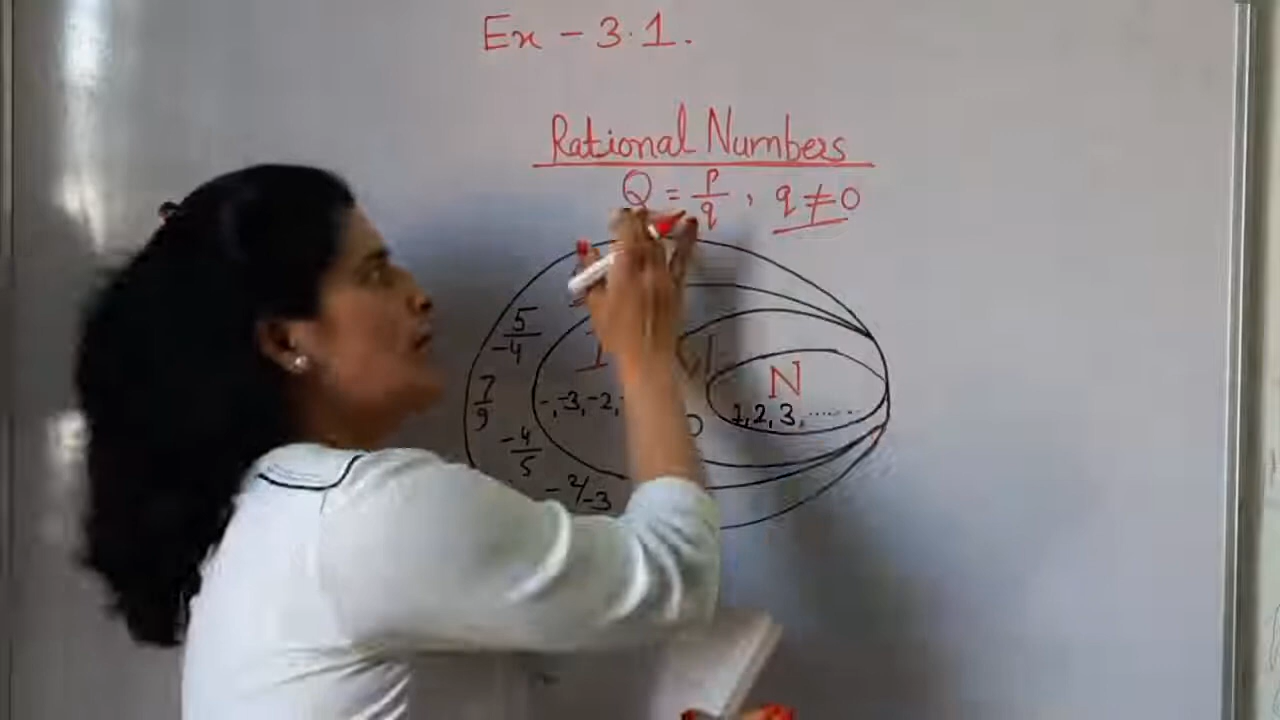 Ex - 3.1.
Rational Numbers
Q = p/q , q ≠ 0
5/-4
I
W
N
7/9
-, -3, -2,
0
1, 2, 3, .......
-4/5
- 2/-3